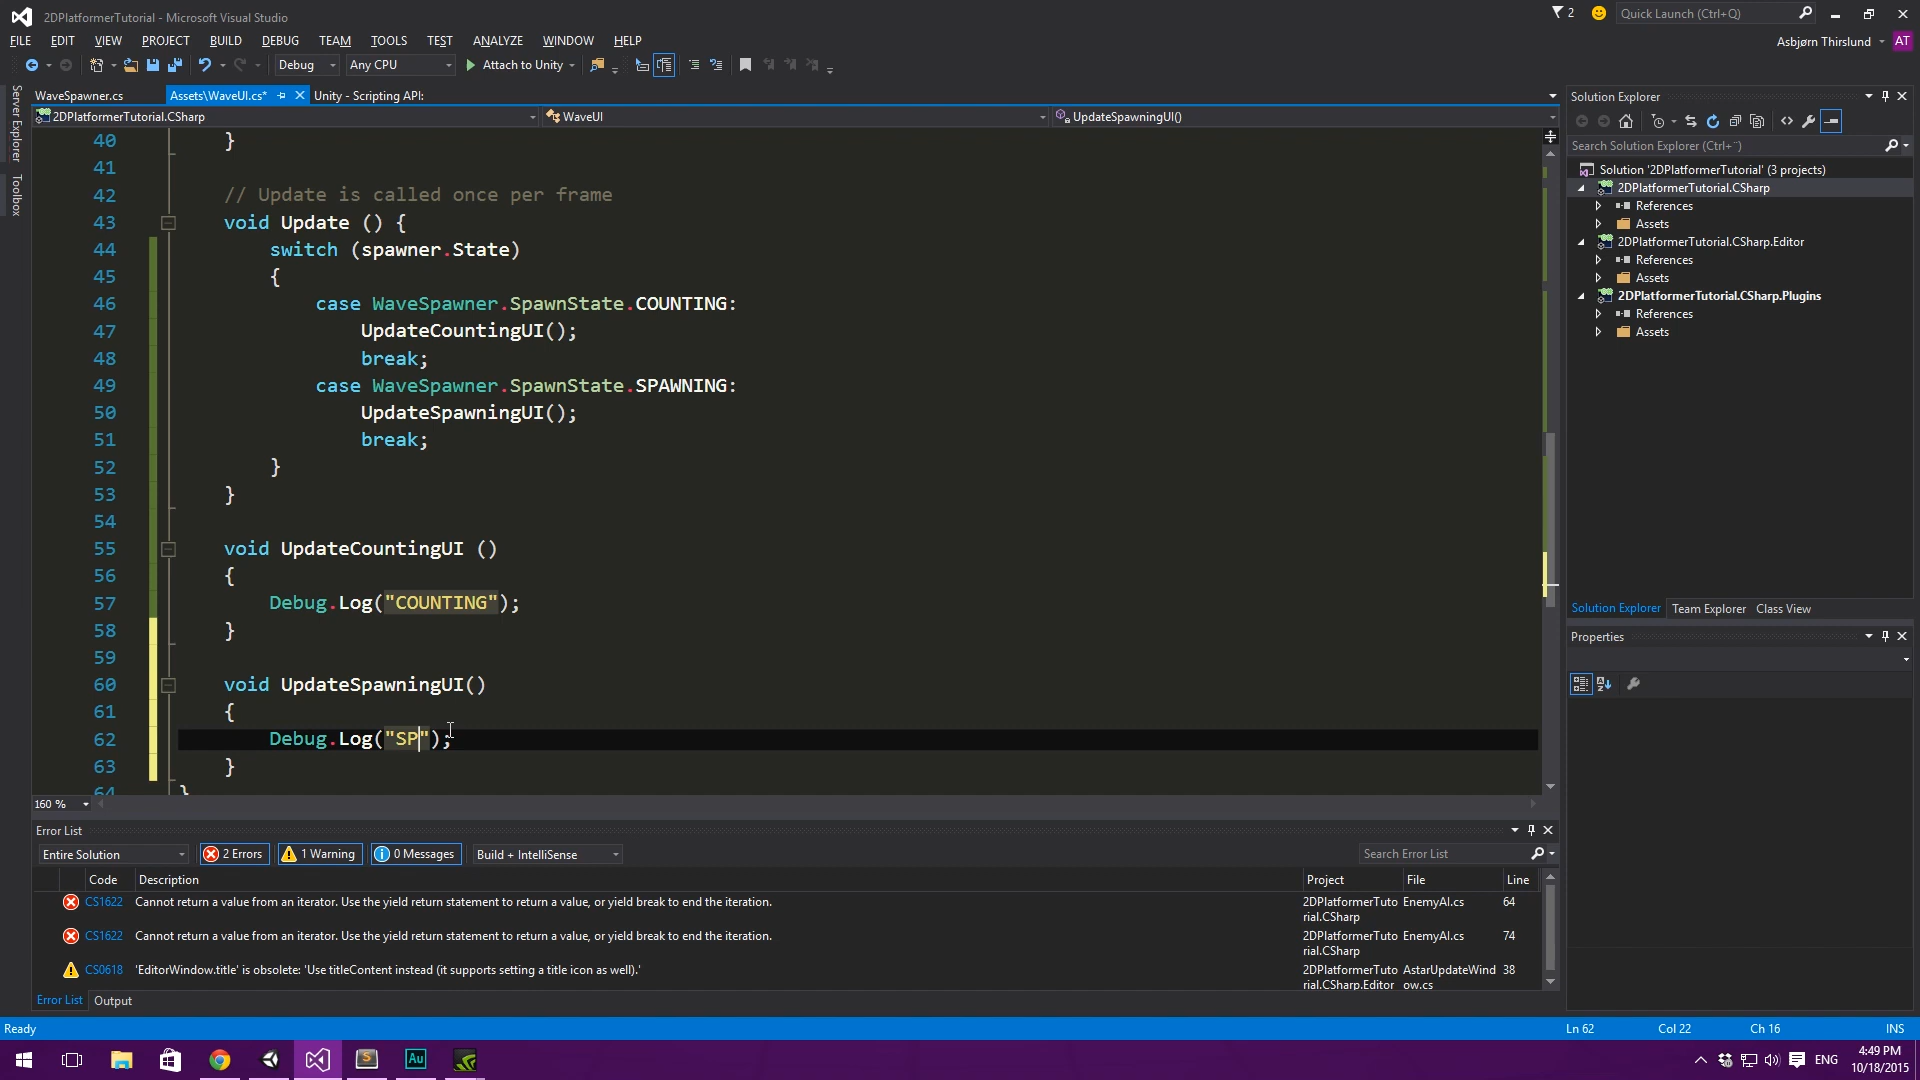 2DPlatformerTutorial - Microsoft Visual Studio
2
Quick Launch (Ctrl+Q)
FILE EDIT VIEW PROJECT BUILD DEBUG TEAM TOOLS TEST ANALYZE WINDOW HELP
Asbjørn Thirslund AT
Debug Any CPU Attach to Unity
Server Explorer
Toolbox
WaveSpawner.cs Assets\WaveUI.cs* Unity - Scripting API:
2DPlatformerTutorial.CSharp WaveUI UpdateSpawningUI()
40 }
41
42 // Update is called once per frame
43 void Update () {
44 switch (spawner.State)
45 {
46 case WaveSpawner.SpawnState.COUNTING:
47 UpdateCountingUI();
48 break;
49 case WaveSpawner.SpawnState.SPAWNING:
50 UpdateSpawningUI();
51 break;
52 }
53 }
54
55 void UpdateCountingUI ()
56 {
57 Debug.Log("COUNTING");
58 }
59
60 void UpdateSpawningUI()
61 {
62 Debug.Log("SP");
63 }
64 }
160 %
Solution Explorer
Search Solution Explorer (Ctrl+¨)
Solution '2DPlatformerTutorial' (3 projects)
2DPlatformerTutorial.CSharp
References
Assets
2DPlatformerTutorial.CSharp.Editor
References
Assets
2DPlatformerTutorial.CSharp.Plugins
References
Assets
Solution Explorer Team Explorer Class View
Properties
Error List
Entire Solution 2 Errors 1 Warning 0 Messages Build + IntelliSense Search Error List
Code Description Project File Line
CS1622 Cannot return a value from an iterator. Use the yield return statement to return a value, or yield break to end the iteration. 2DPlatformerTuto EnemyAI.cs 64
rial.CSharp
CS1622 Cannot return a value from an iterator. Use the yield return statement to return a value, or yield break to end the iteration. 2DPlatformerTuto EnemyAI.cs 74
rial.CSharp
CS0618 'EditorWindow.title' is obsolete: 'Use titleContent instead (it supports setting a title icon as well).' 2DPlatformerTuto AstarUpdateWind 38
rial.CSharp.Editor ow.cs
Error List Output
Ready Ln 62 Col 22 Ch 16 INS
S Au ENG 4:49 PM
10/18/2015